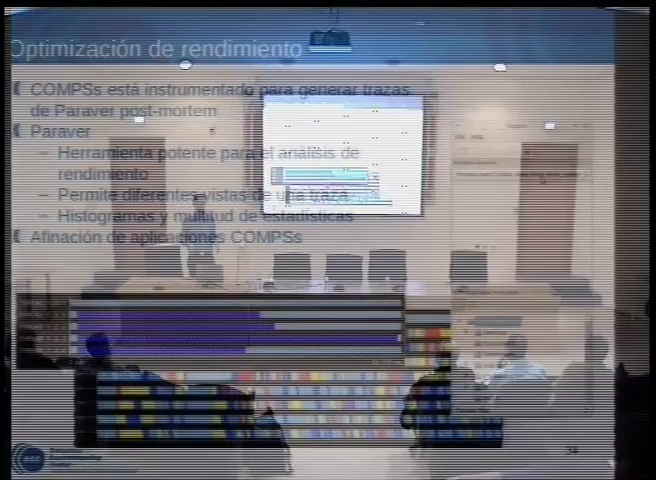 Optimización de rendimiento
COMPSs está instrumentado para generar trazas
de Paraver post-mortem
Paraver
– Herramienta potente para el análisis de
rendimiento
– Permite diferentes vistas de una traza
– Histogramas y multitud de estadísticas
Afinación de aplicaciones COMPSs
34